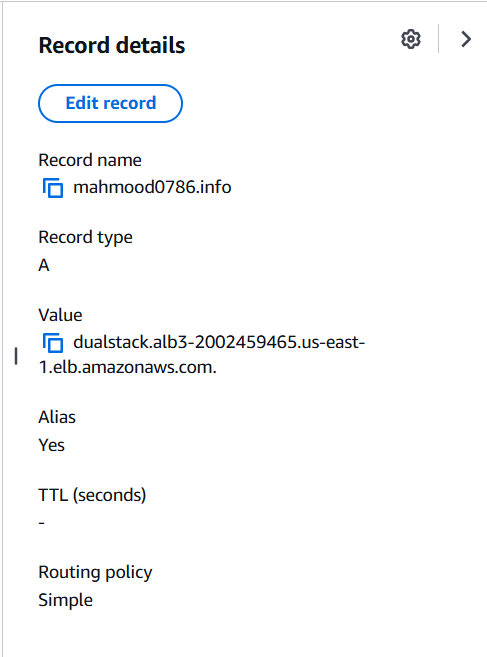 Record details
Edit record
Record name
mahmood0786.info
Record type
A
Value
dualstack.alb3-2002459465.us-east-
1.elb.amazonaws.com.
Alias
Yes
TTL (seconds)
-
Routing policy
Simple